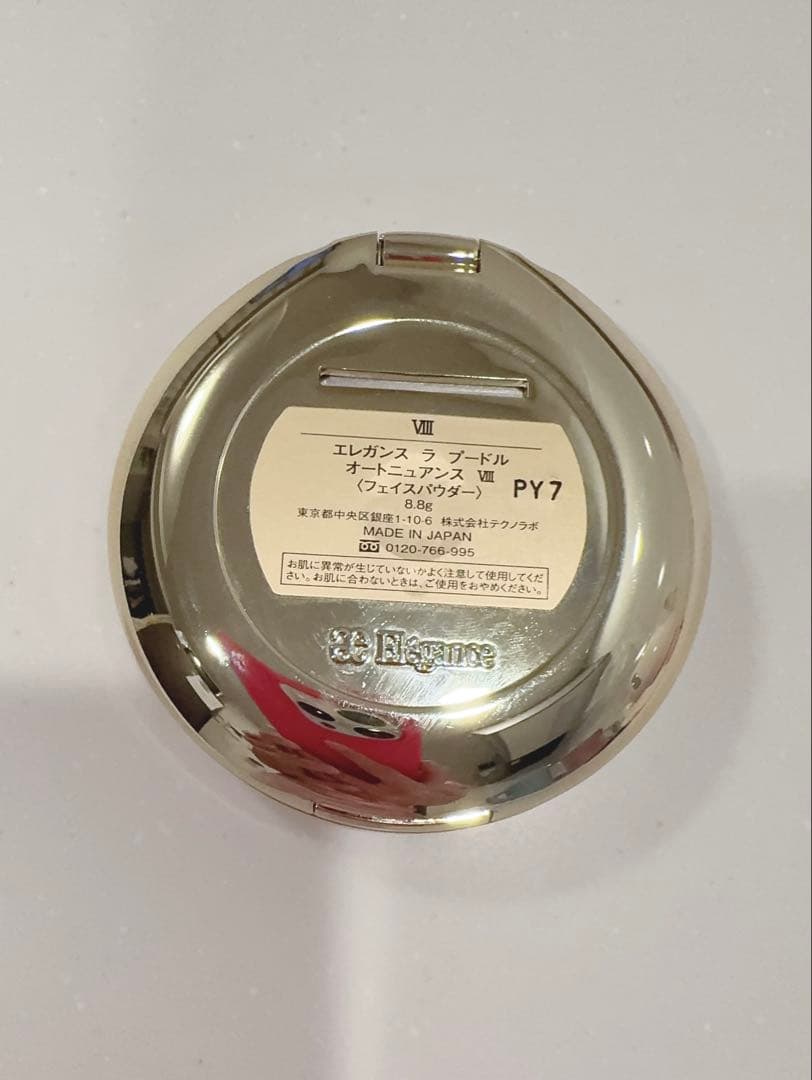 VIII
エレガンス ラ プードル
オートニュアンス VIII
〈フェイスパウダー〉 PY7
8.8g
東京都中央区銀座1-10-6 株式会社テクノラボ
MADE IN JAPAN
0120-766-995
お肌に異常が生じていないかよく注意して使用してくだ
さい。お肌に合わないときは、ご使用をおやめください。
Elégance